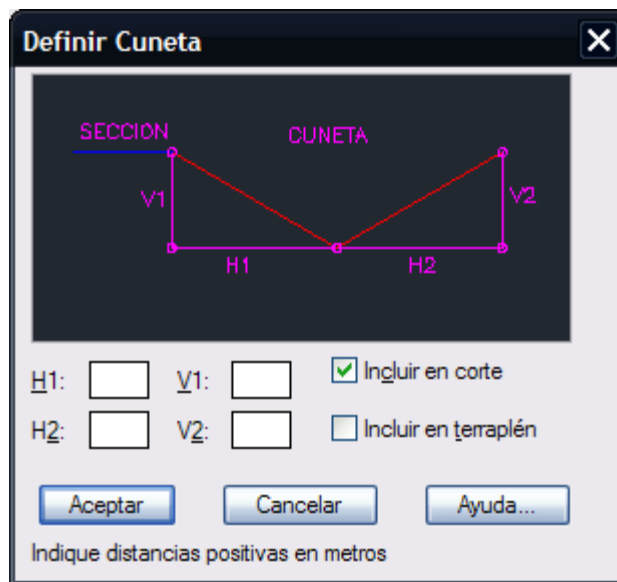 Definir Cuneta
SECCION CUNETA
V1 V2
H1 H2
H1: V1: Incluir en corte
H2: V2: Incluir en terraplén
Aceptar Cancelar Ayuda...
Indique distancias positivas en metros